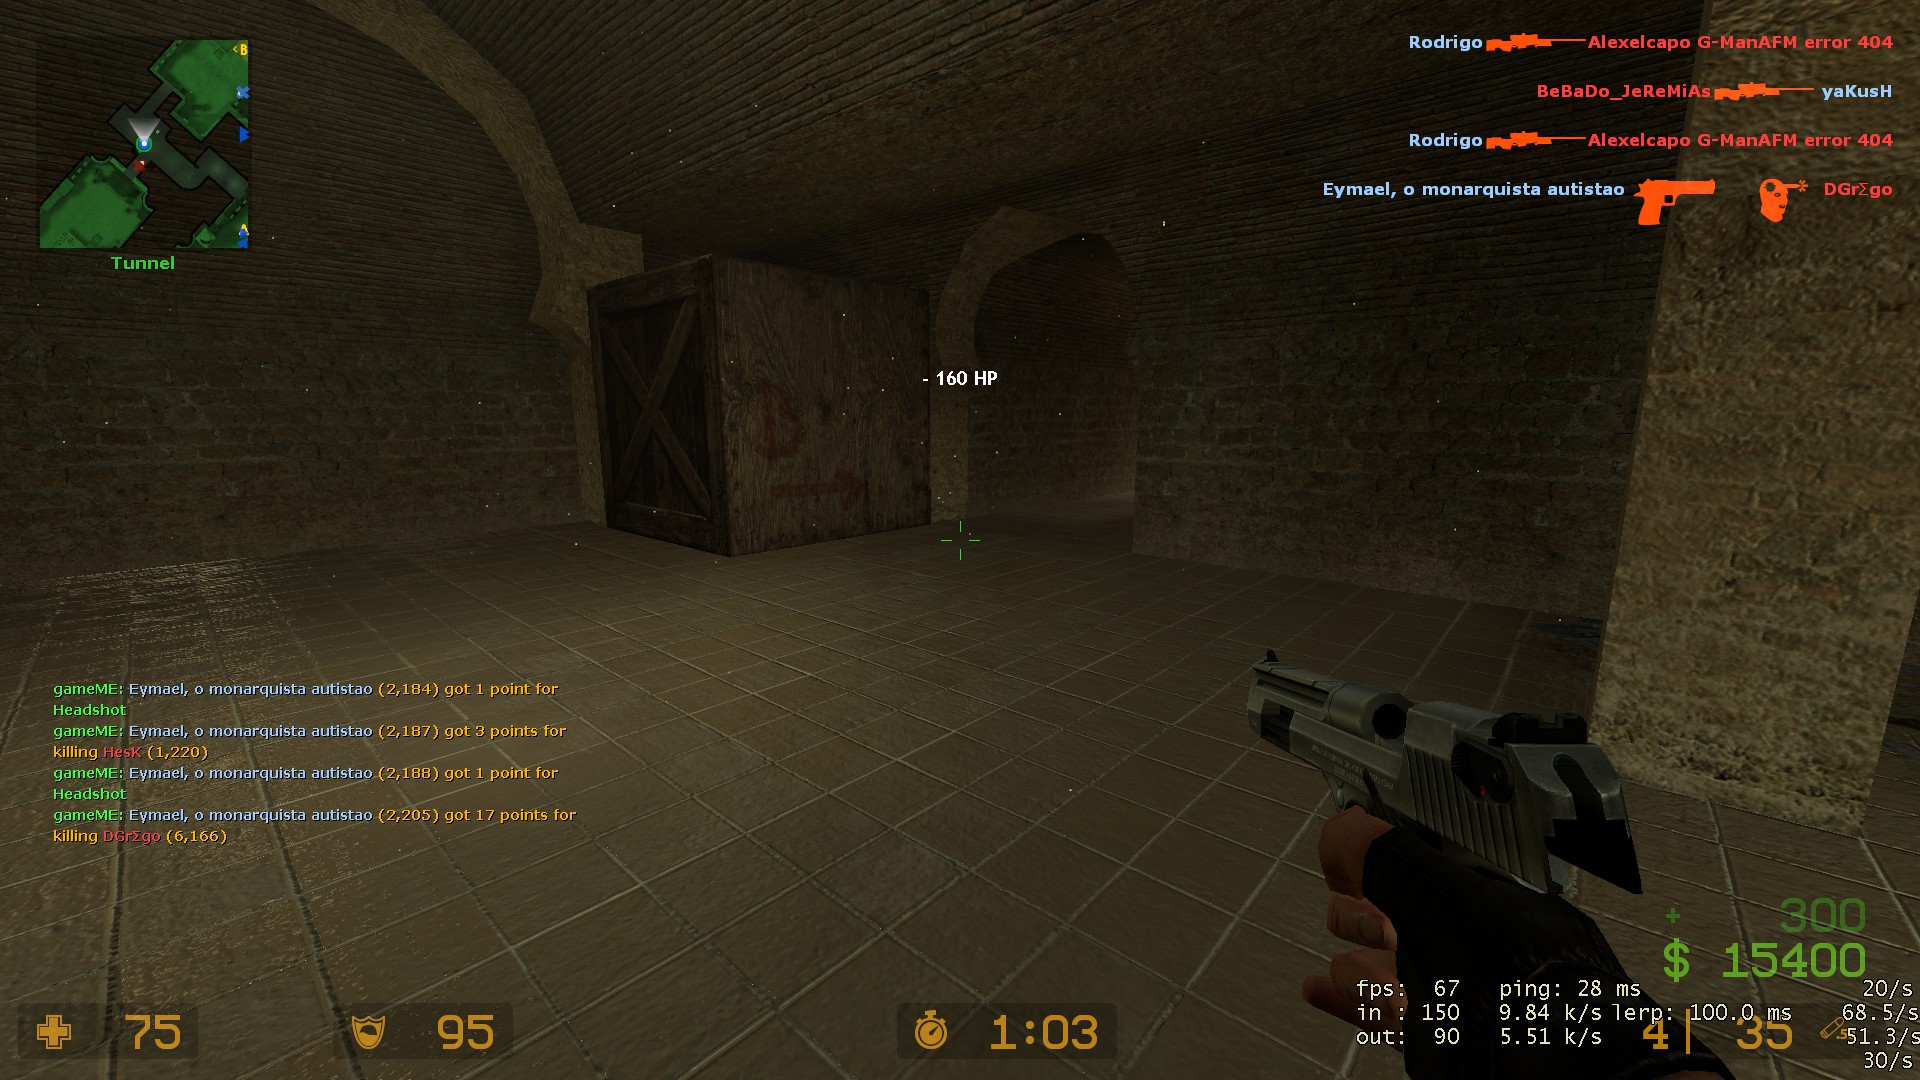 <B
Tunnel
Rodrigo Alexelcapo G-ManAFM error 404
BeBaDo_JeReMiAs yaKusH
Rodrigo Alexelcapo G-ManAFM error 404
Eymael, o monarquista autistao DGrΣgo
B
- 160 HP
gameME: Eymael, o monarquista autistao (2,184) got 1 point for
Headshot
gameME: Eymael, o monarquista autistao (2,187) got 3 points for
killing HesK (1,220)
gameME: Eymael, o monarquista autistao (2,188) got 1 point for
Headshot
gameME: Eymael, o monarquista autistao (2,205) got 17 points for
killing DGrΣgo (6,166)
+ 300
$ 15400
fps: 67 ping: 28 ms 20/s
in : 150 9.84 k/s lerp: 100.0 ms 68.5/s
out: 90 5.51 k/s 51.3/s
30/s
75 95 1:03 4| 35